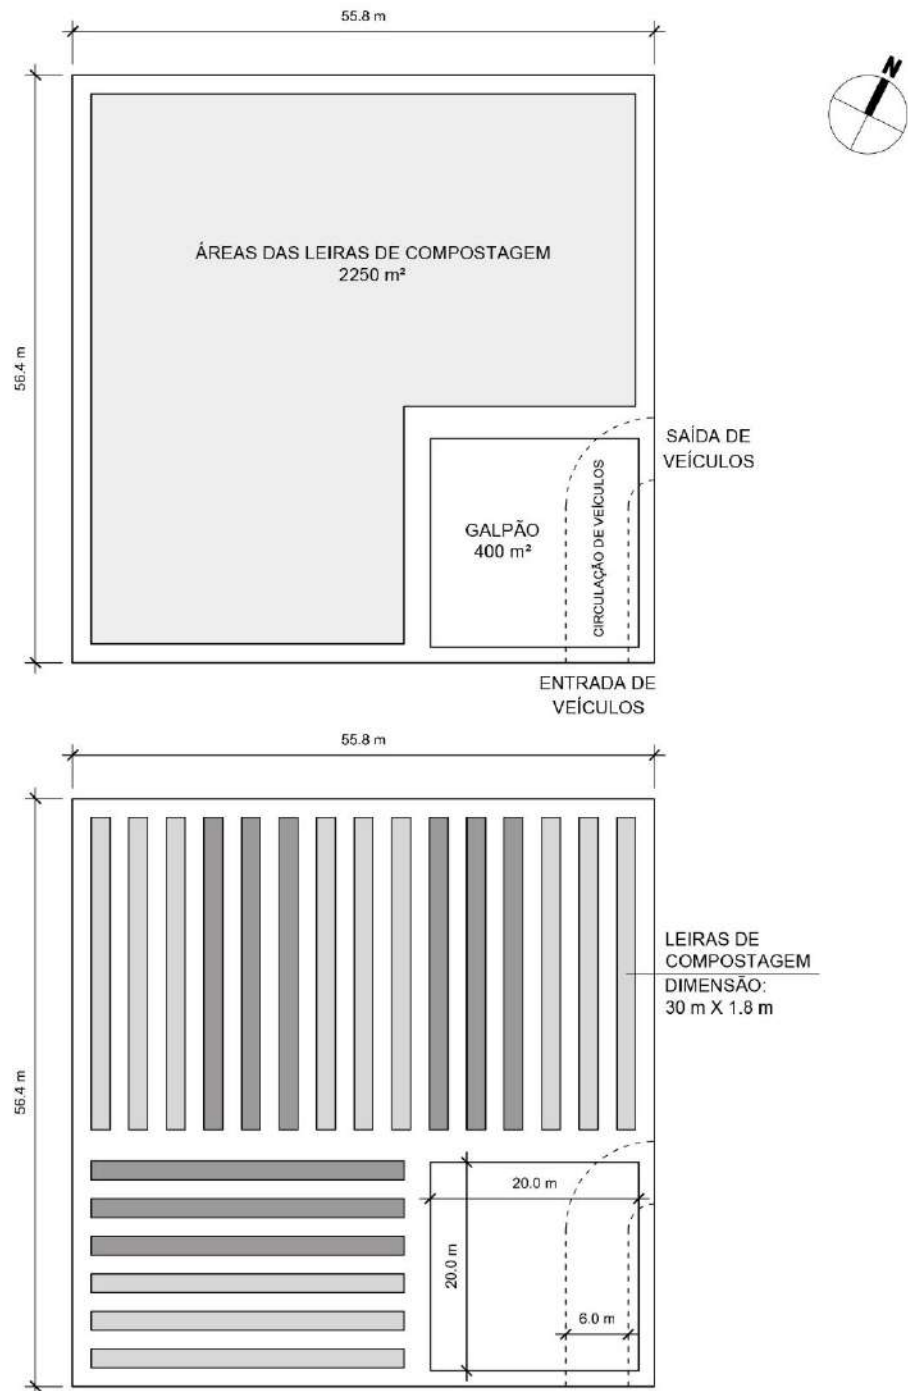 55.8 m
N
ÁREAS DAS LEIRAS DE COMPOSTAGEM
2250 m²
56.4 m
SAÍDA DE
VEÍCULOS
CIRCULAÇÃO DE VEÍCULOS
GALPÃO
400 m²
ENTRADA DE
VEÍCULOS
55.8 m
LEIRAS DE
COMPOSTAGEM
DIMENSÃO:
30 m X 1.8 m
56.4 m
20.0 m
20.0 m
6.0 m